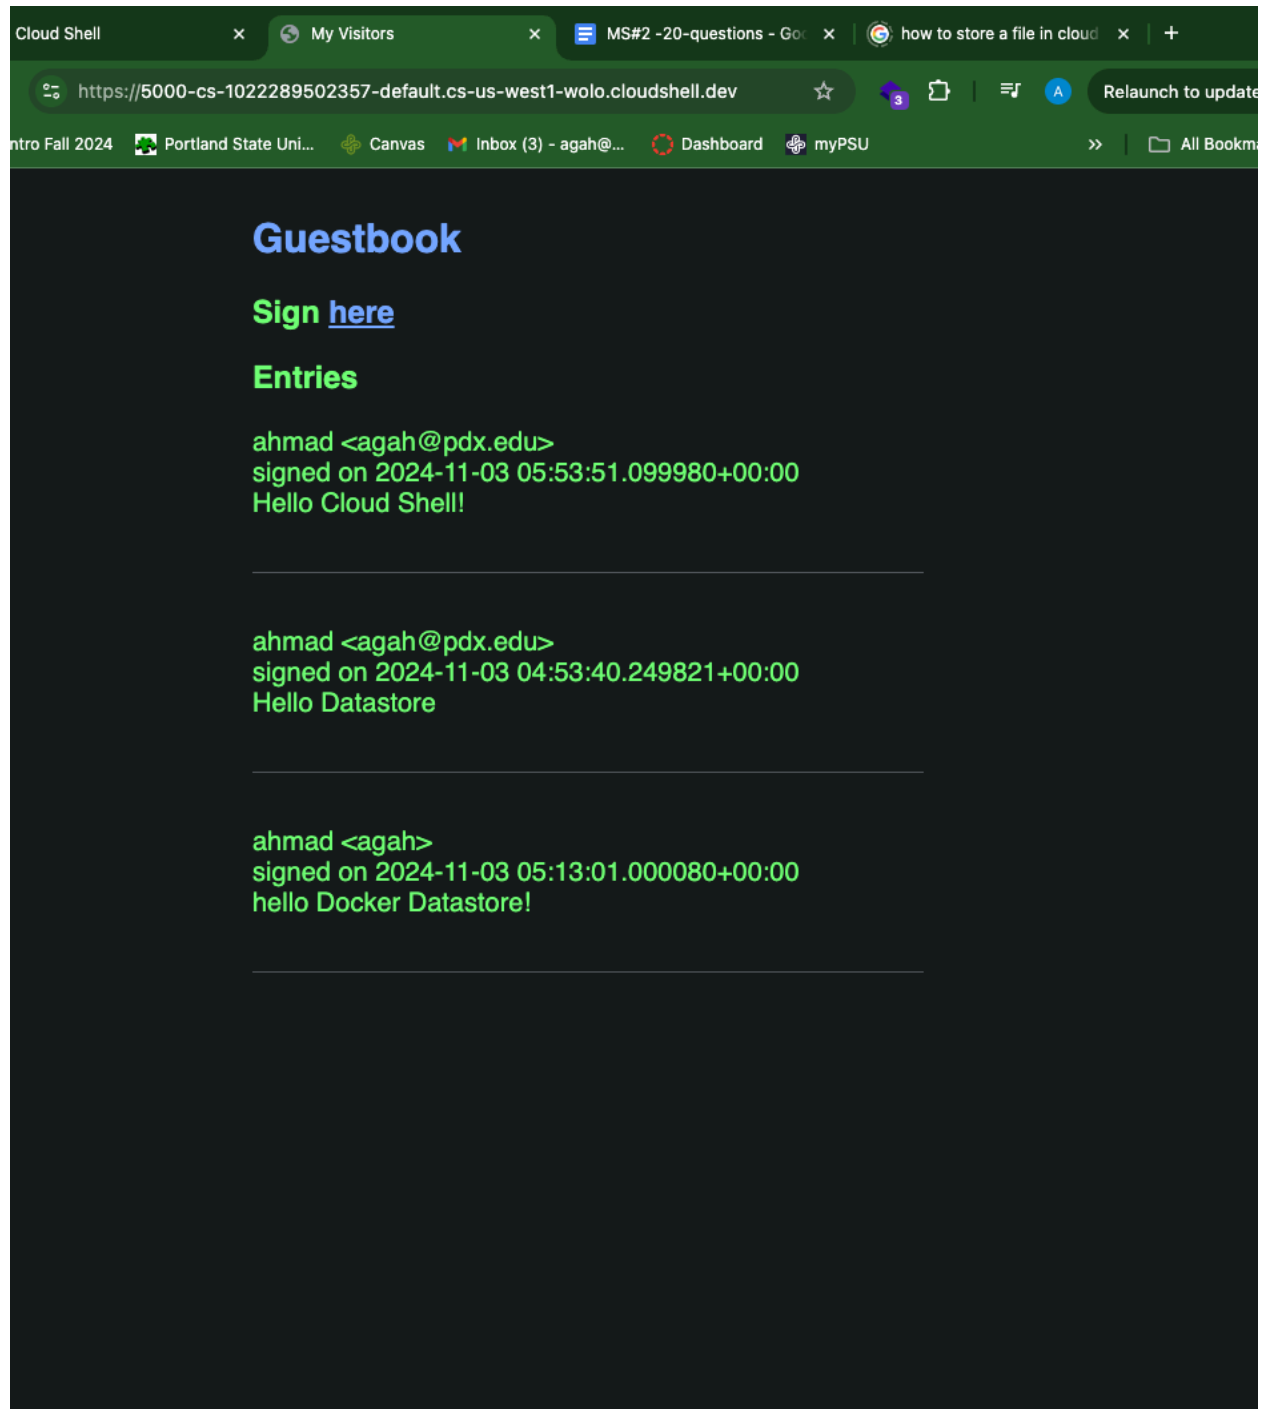 Cloud Shell
My Visitors
MS#2 -20-questions - Goo
how to store a file in cloud
https://5000-cs-1022289502357-default.cs-us-west1-wolo.cloudshell.dev
3
A
Relaunch to update
ntro Fall 2024
Portland State Uni...
Canvas
Inbox (3) - agah@...
Dashboard
myPSU
All Bookma
Guestbook
Sign here
Entries
ahmad <agah@pdx.edu>
signed on 2024-11-03 05:53:51.099980+00:00
Hello Cloud Shell!
ahmad <agah@pdx.edu>
signed on 2024-11-03 04:53:40.249821+00:00
Hello Datastore
ahmad <agah>
signed on 2024-11-03 05:13:01.000080+00:00
hello Docker Datastore!